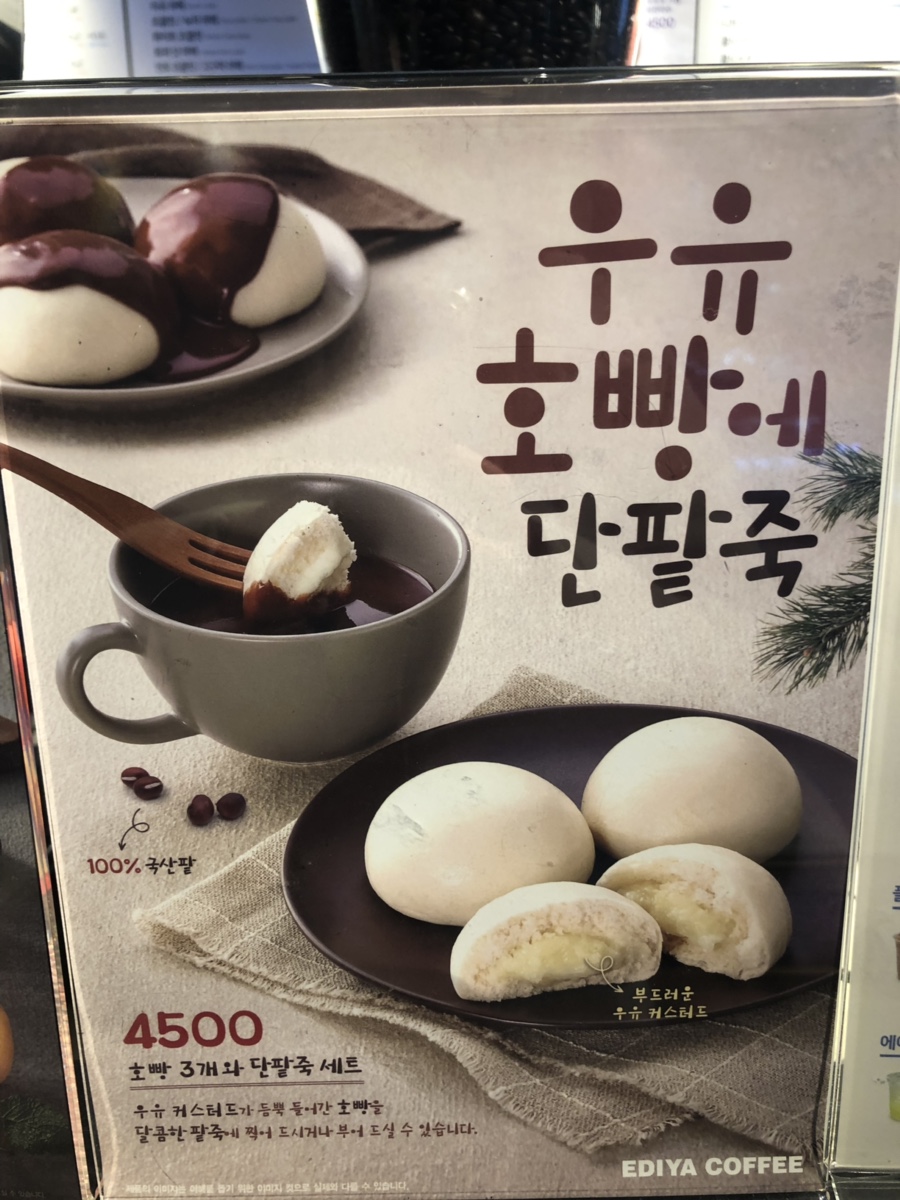 4500
우유
호빵에
단팥죽
100% 국산팥
부드러운
우유 커스터드
4500
호빵 3개와 단팥죽 세트
우유 커스터드가 듬뿍 들어간 호빵을
달콤한 팥죽에 찍어 드시거나 부어 드실 수 있습니다.
EDIYA COFFEE